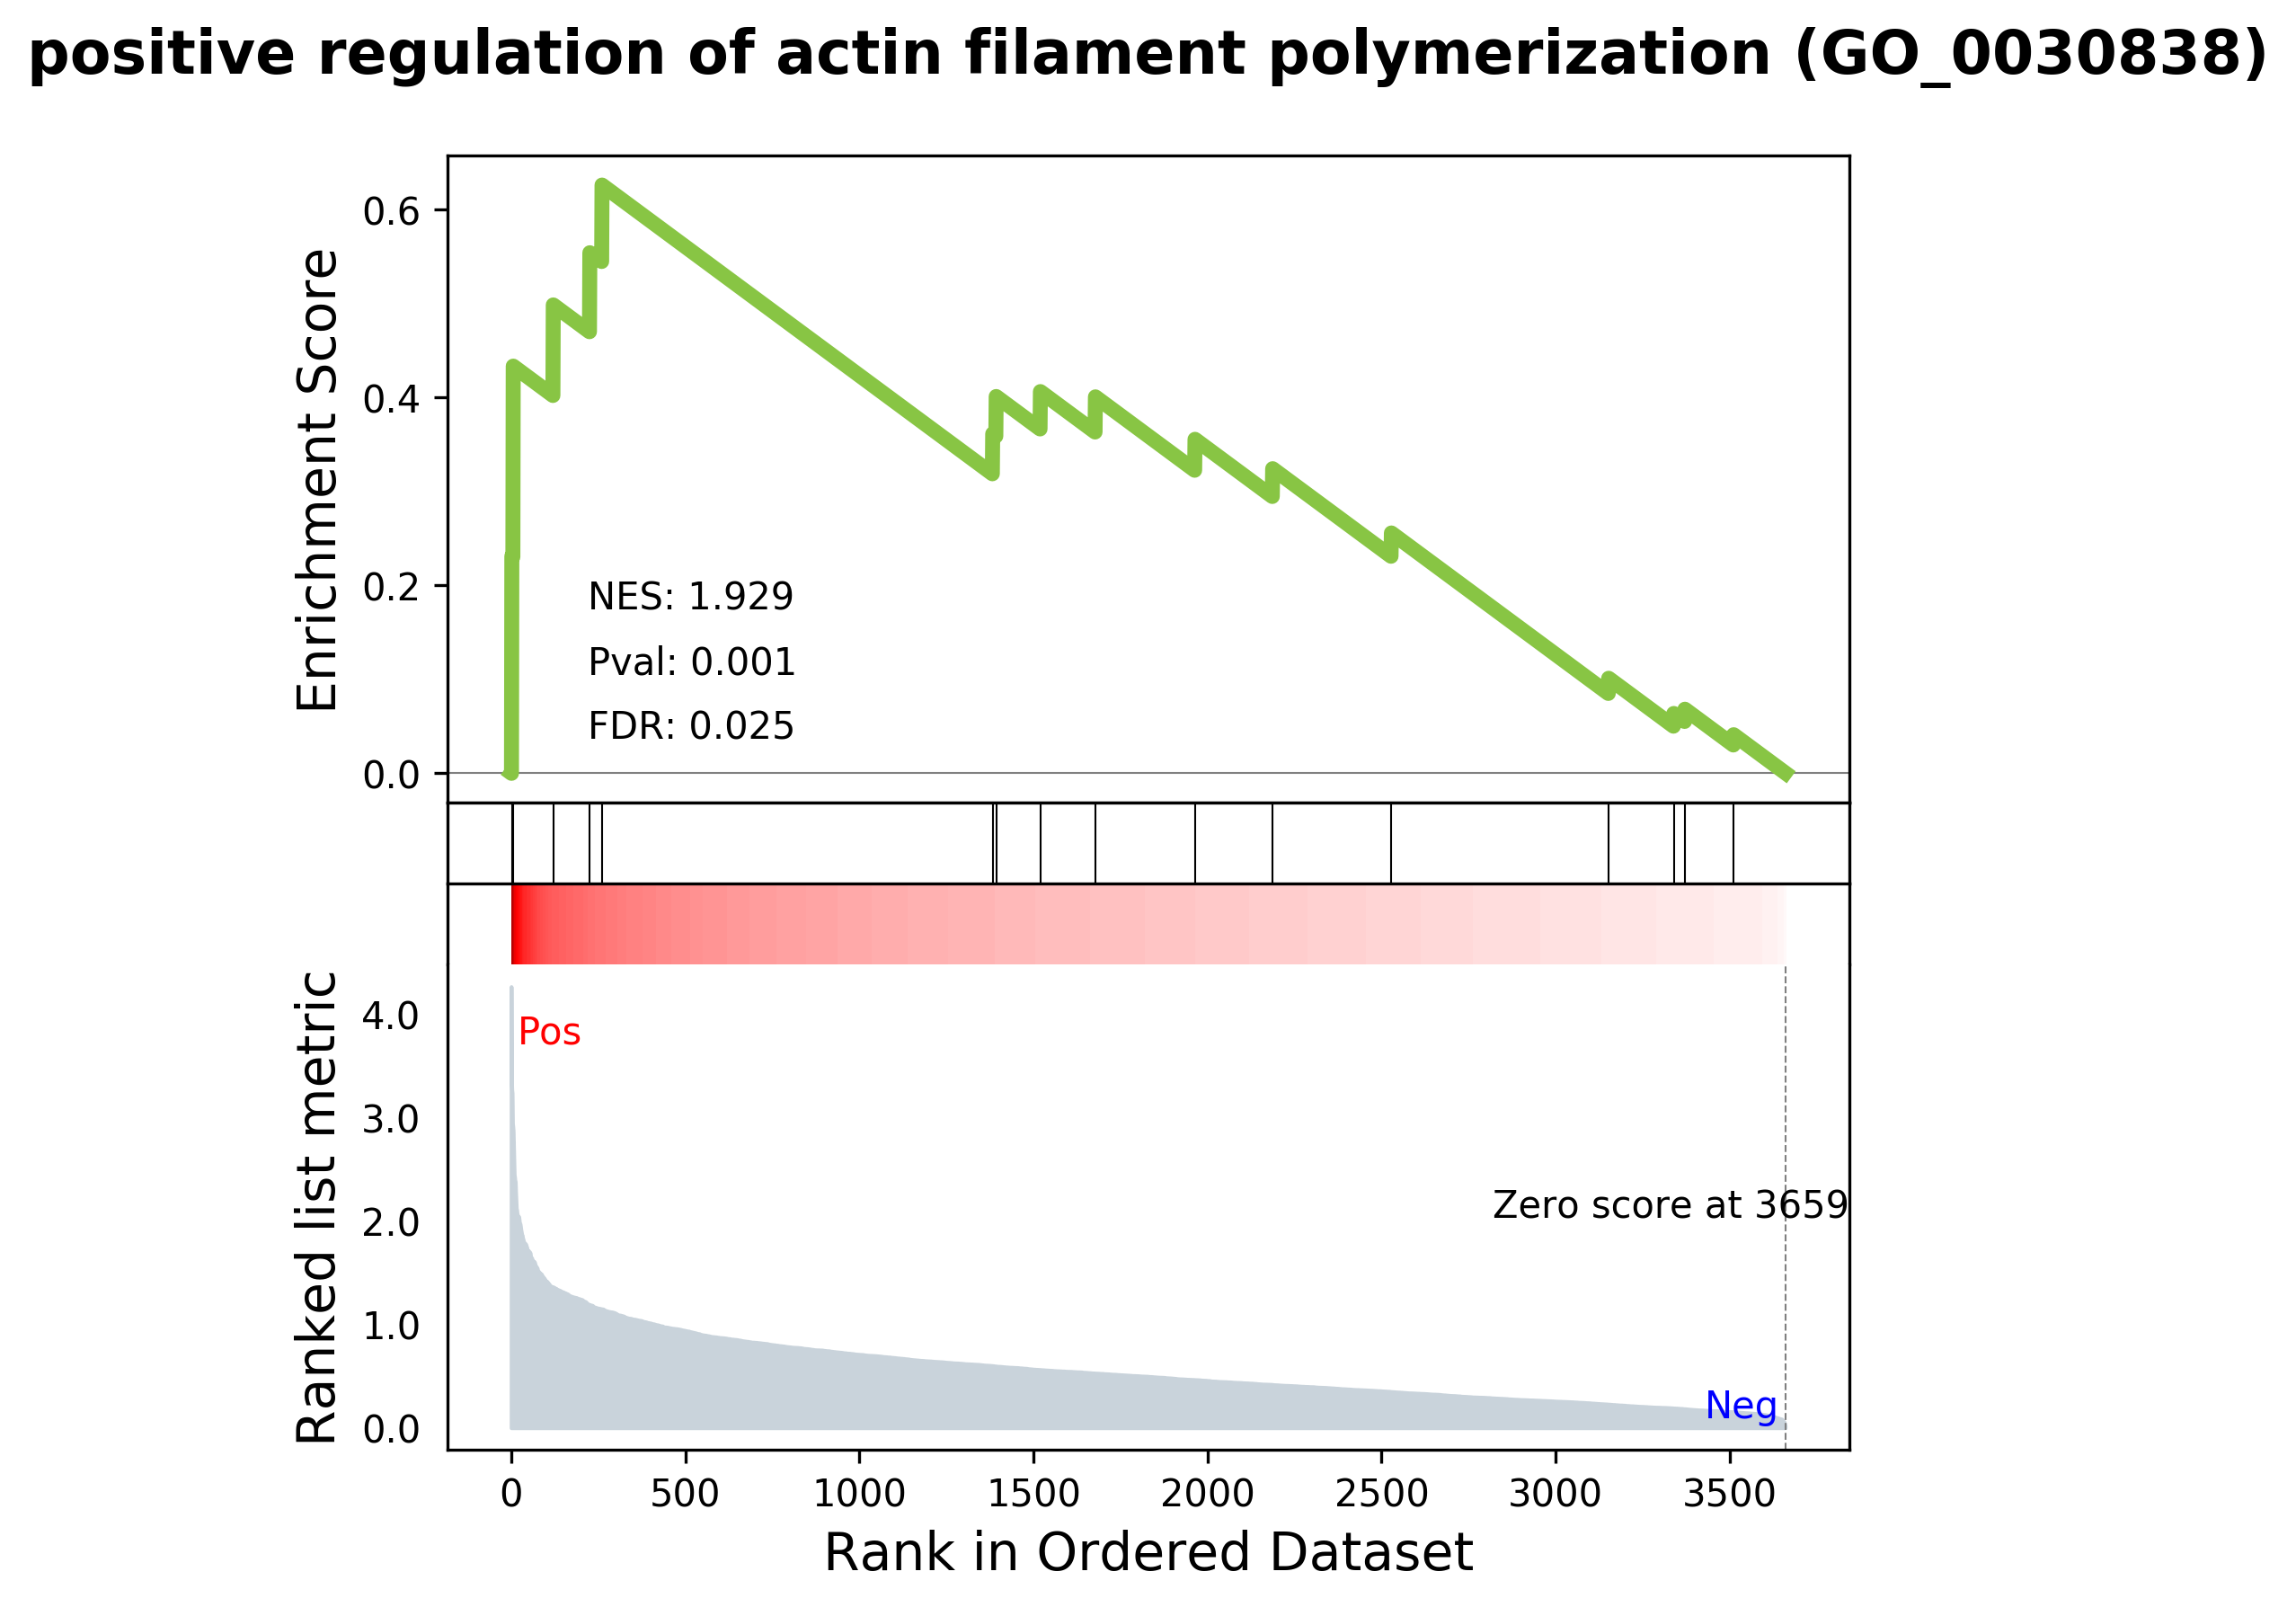 positive regulation of actin filament polymerization (GO_0030838)
Enrichment Score
0.6
0.4
0.2
0.0
NES: 1.929
Pval: 0.001
FDR: 0.025
Ranked list metric
4.0
3.0
2.0
1.0
0.0
Pos
Zero score at 3659
Neg
0 500 1000 1500 2000 2500 3000 3500
Rank in Ordered Dataset